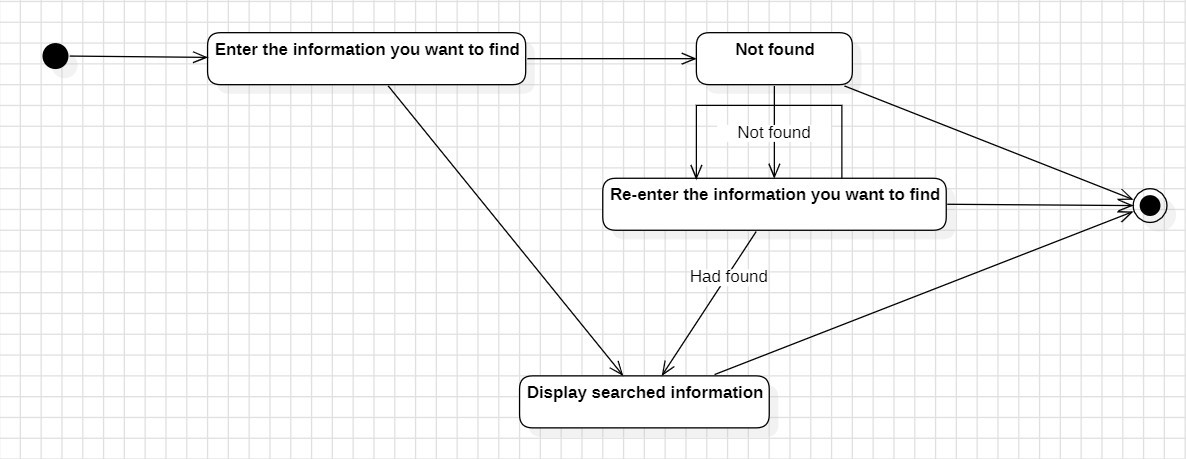 Enter the information you want to find
Not found
Not found
Re-enter the information you want to find
Had found
Display searched information